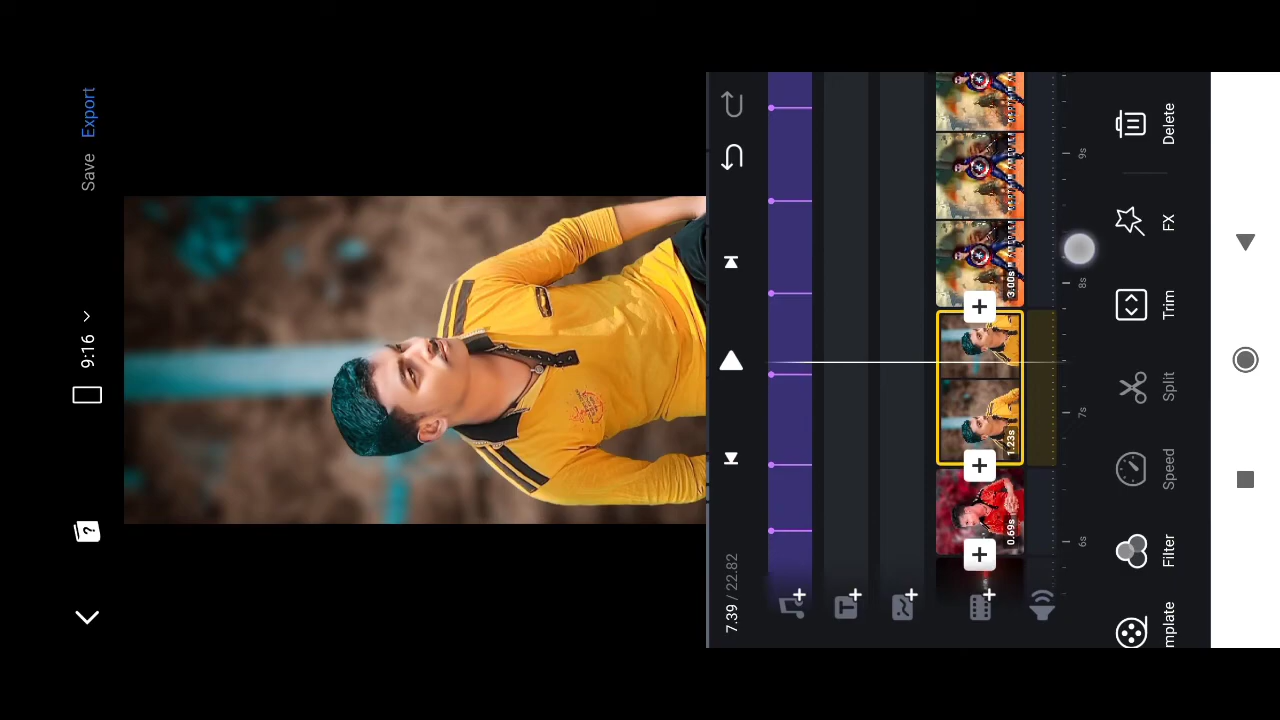 Save Export
9:16
7.39 / 22.82
0.69s
1.23s
3.00s
6s
7s
8s
9s
mplate
Filter
Speed
Split
Trim
FX
Delete